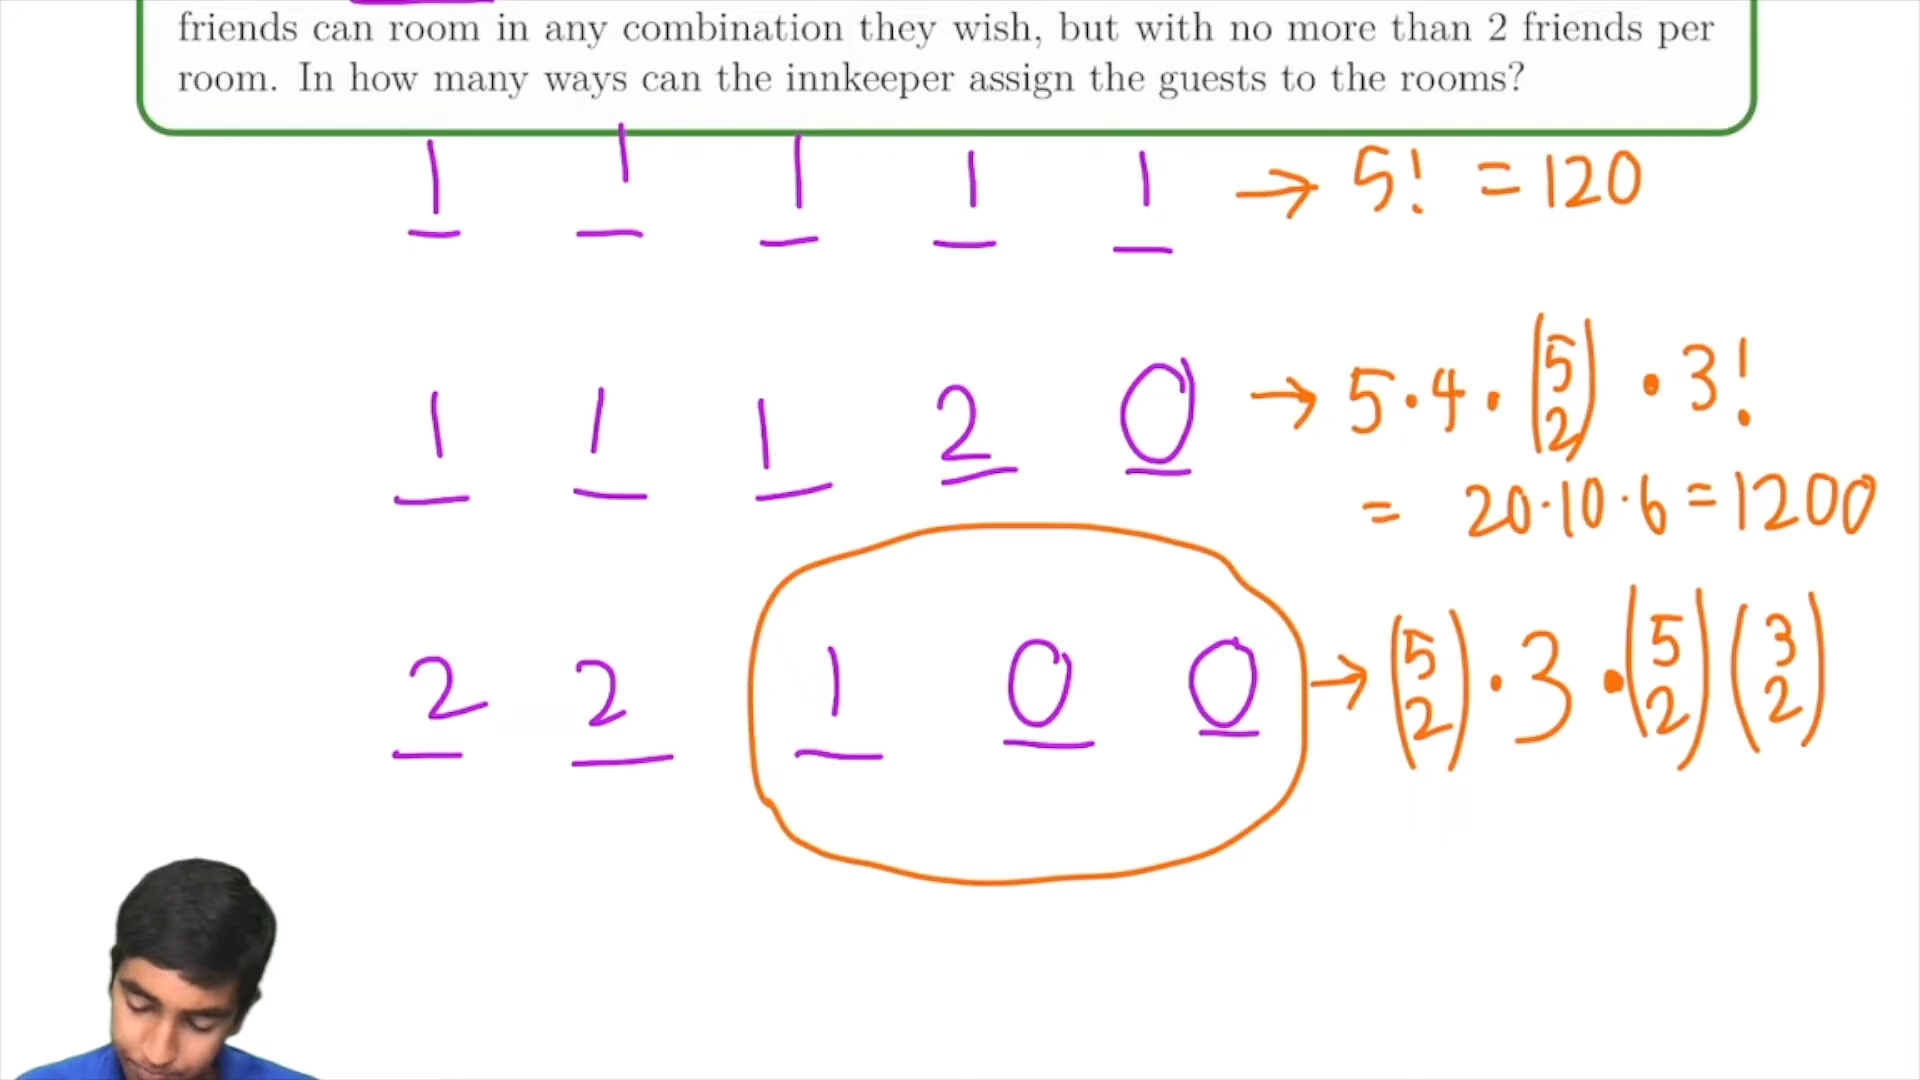 friends can room in any combination they wish, but with no more than 2 friends per
room. In how many ways can the innkeeper assign the guests to the rooms?
1 1 1 1 1 → 5! = 120
1 1 1 2 0 → 5 · 4 · (5 2) · 3!
= 20 · 10 · 6 = 1200
2 2 1 0 0 → (5 2) · 3 · (5 2) (3 2)